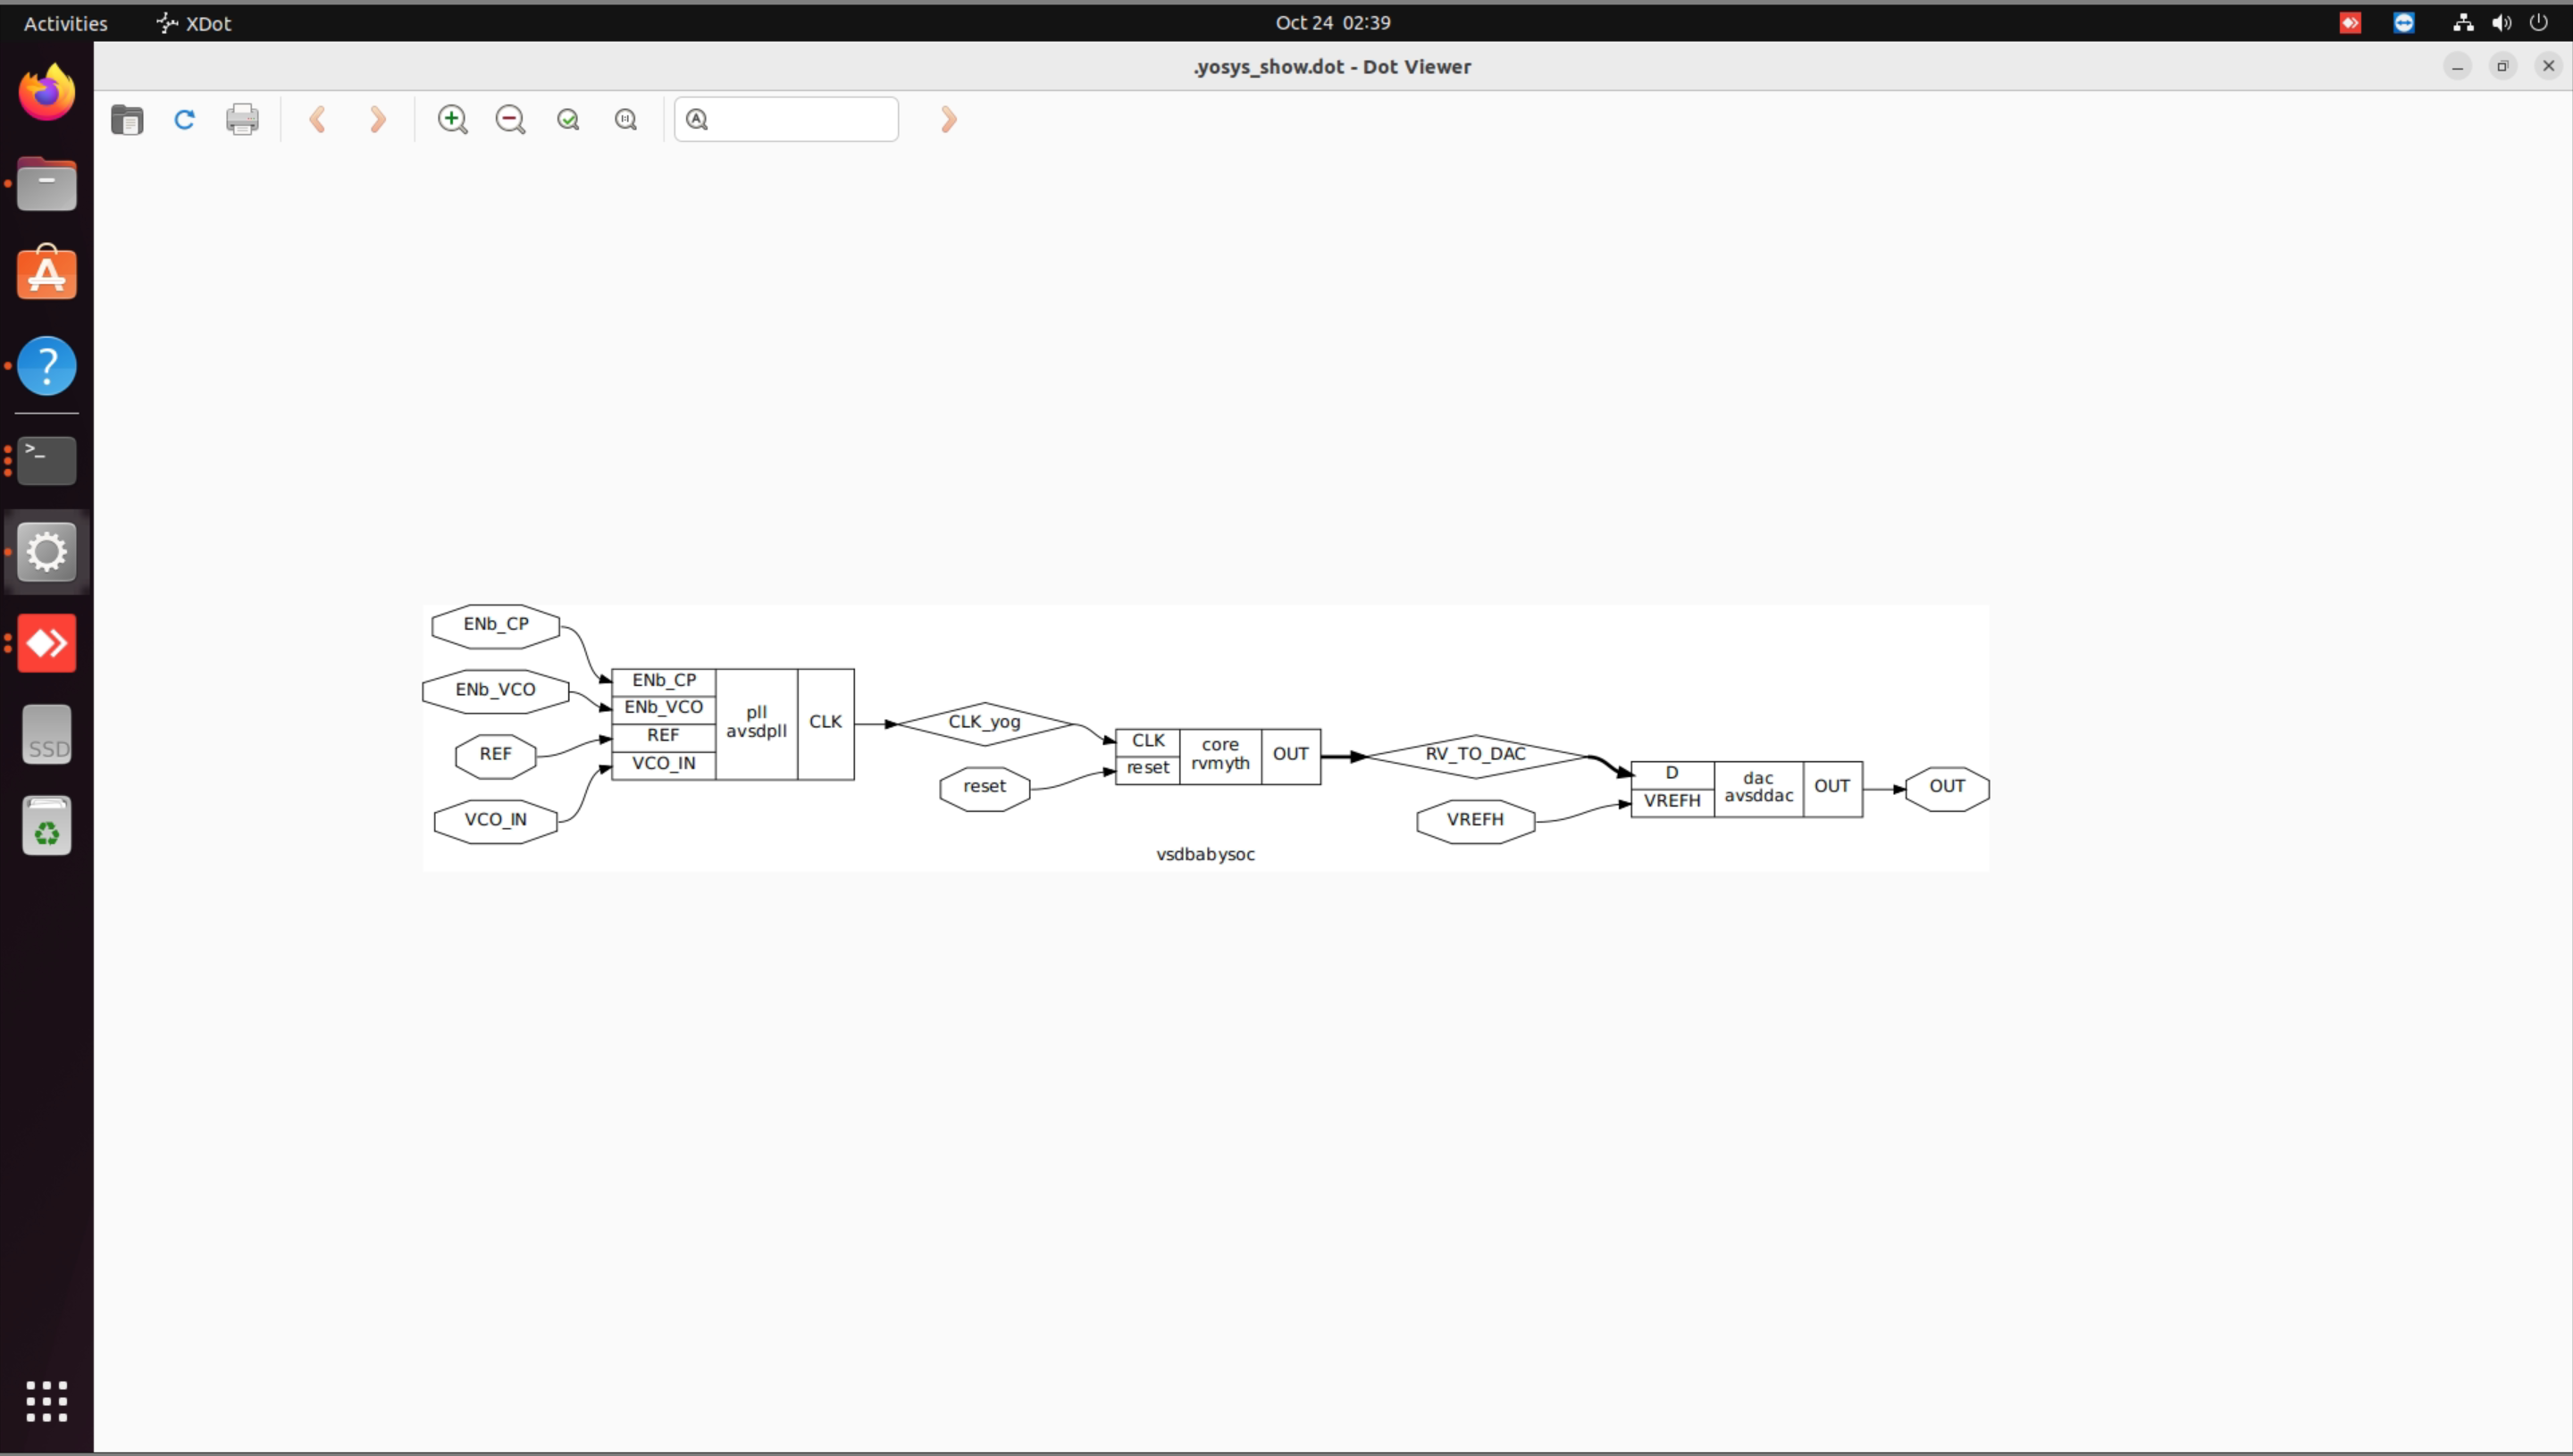 Activities
XDot
Oct 24 02:39
.yosys_show.dot - Dot Viewer
A
>_
SSD
ENb_CP
ENb_VCO
REF
VCO_IN
ENb_CP
ENb_VCO
REF
VCO_IN
pll
avsdpll
CLK
CLK_yog
reset
CLK
reset
core
rvmyth
OUT
RV_TO_DAC
VREFH
D
VREFH
dac
avsddac
OUT
OUT
vsdbabysoc